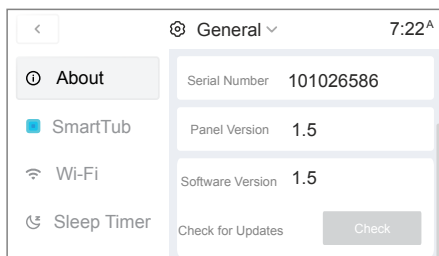 General
7:22A
About
SmartTub
Wi-Fi
Sleep Timer
Serial Number 101026586
Panel Version 1.5
Software Version 1.5
Check for Updates Check